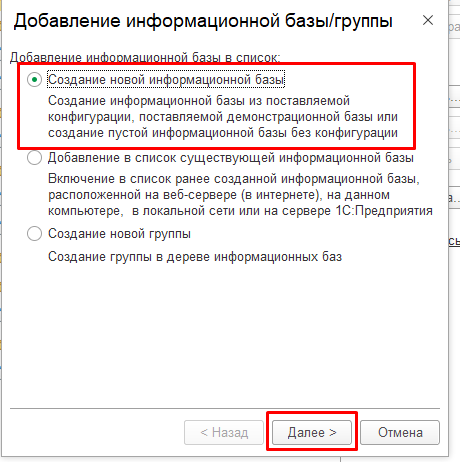 Добавление информационной базы/группы
Добавление информационной базы в список:
Создание новой информационной базы
Создание информационной базы из поставляемой
конфигурации, поставляемой демонстрационной базы или
создание пустой информационной базы без конфигурации
Добавление в список существующей информационной базы
Включение в список ранее созданной информационной базы,
расположенной на веб-сервере (в интернете), на данном
компьютере, в локальной сети или на сервере 1С:Предприятия
Создание новой группы
Создание группы в дереве информационных баз
< Назад
Далее >
Отмена